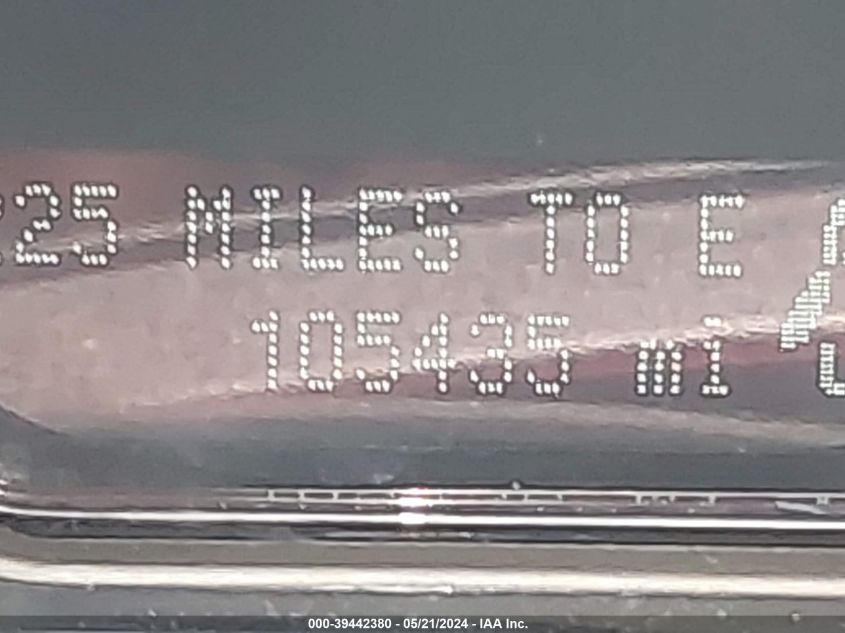 25 MILES TO E
105435 mi
000-39442380 - 05/21/2024 - IAA Inc.